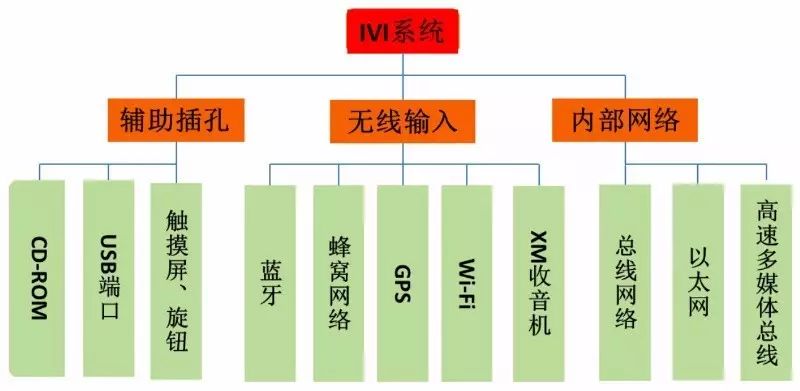 IVI系统
辅助插孔
无线输入
内部网络
CD-ROM
USB端口
触摸屏、旋钮
蓝牙
蜂窝网络
GPS
Wi-Fi
XM收音机
总线网络
以太网
高速多媒体总线